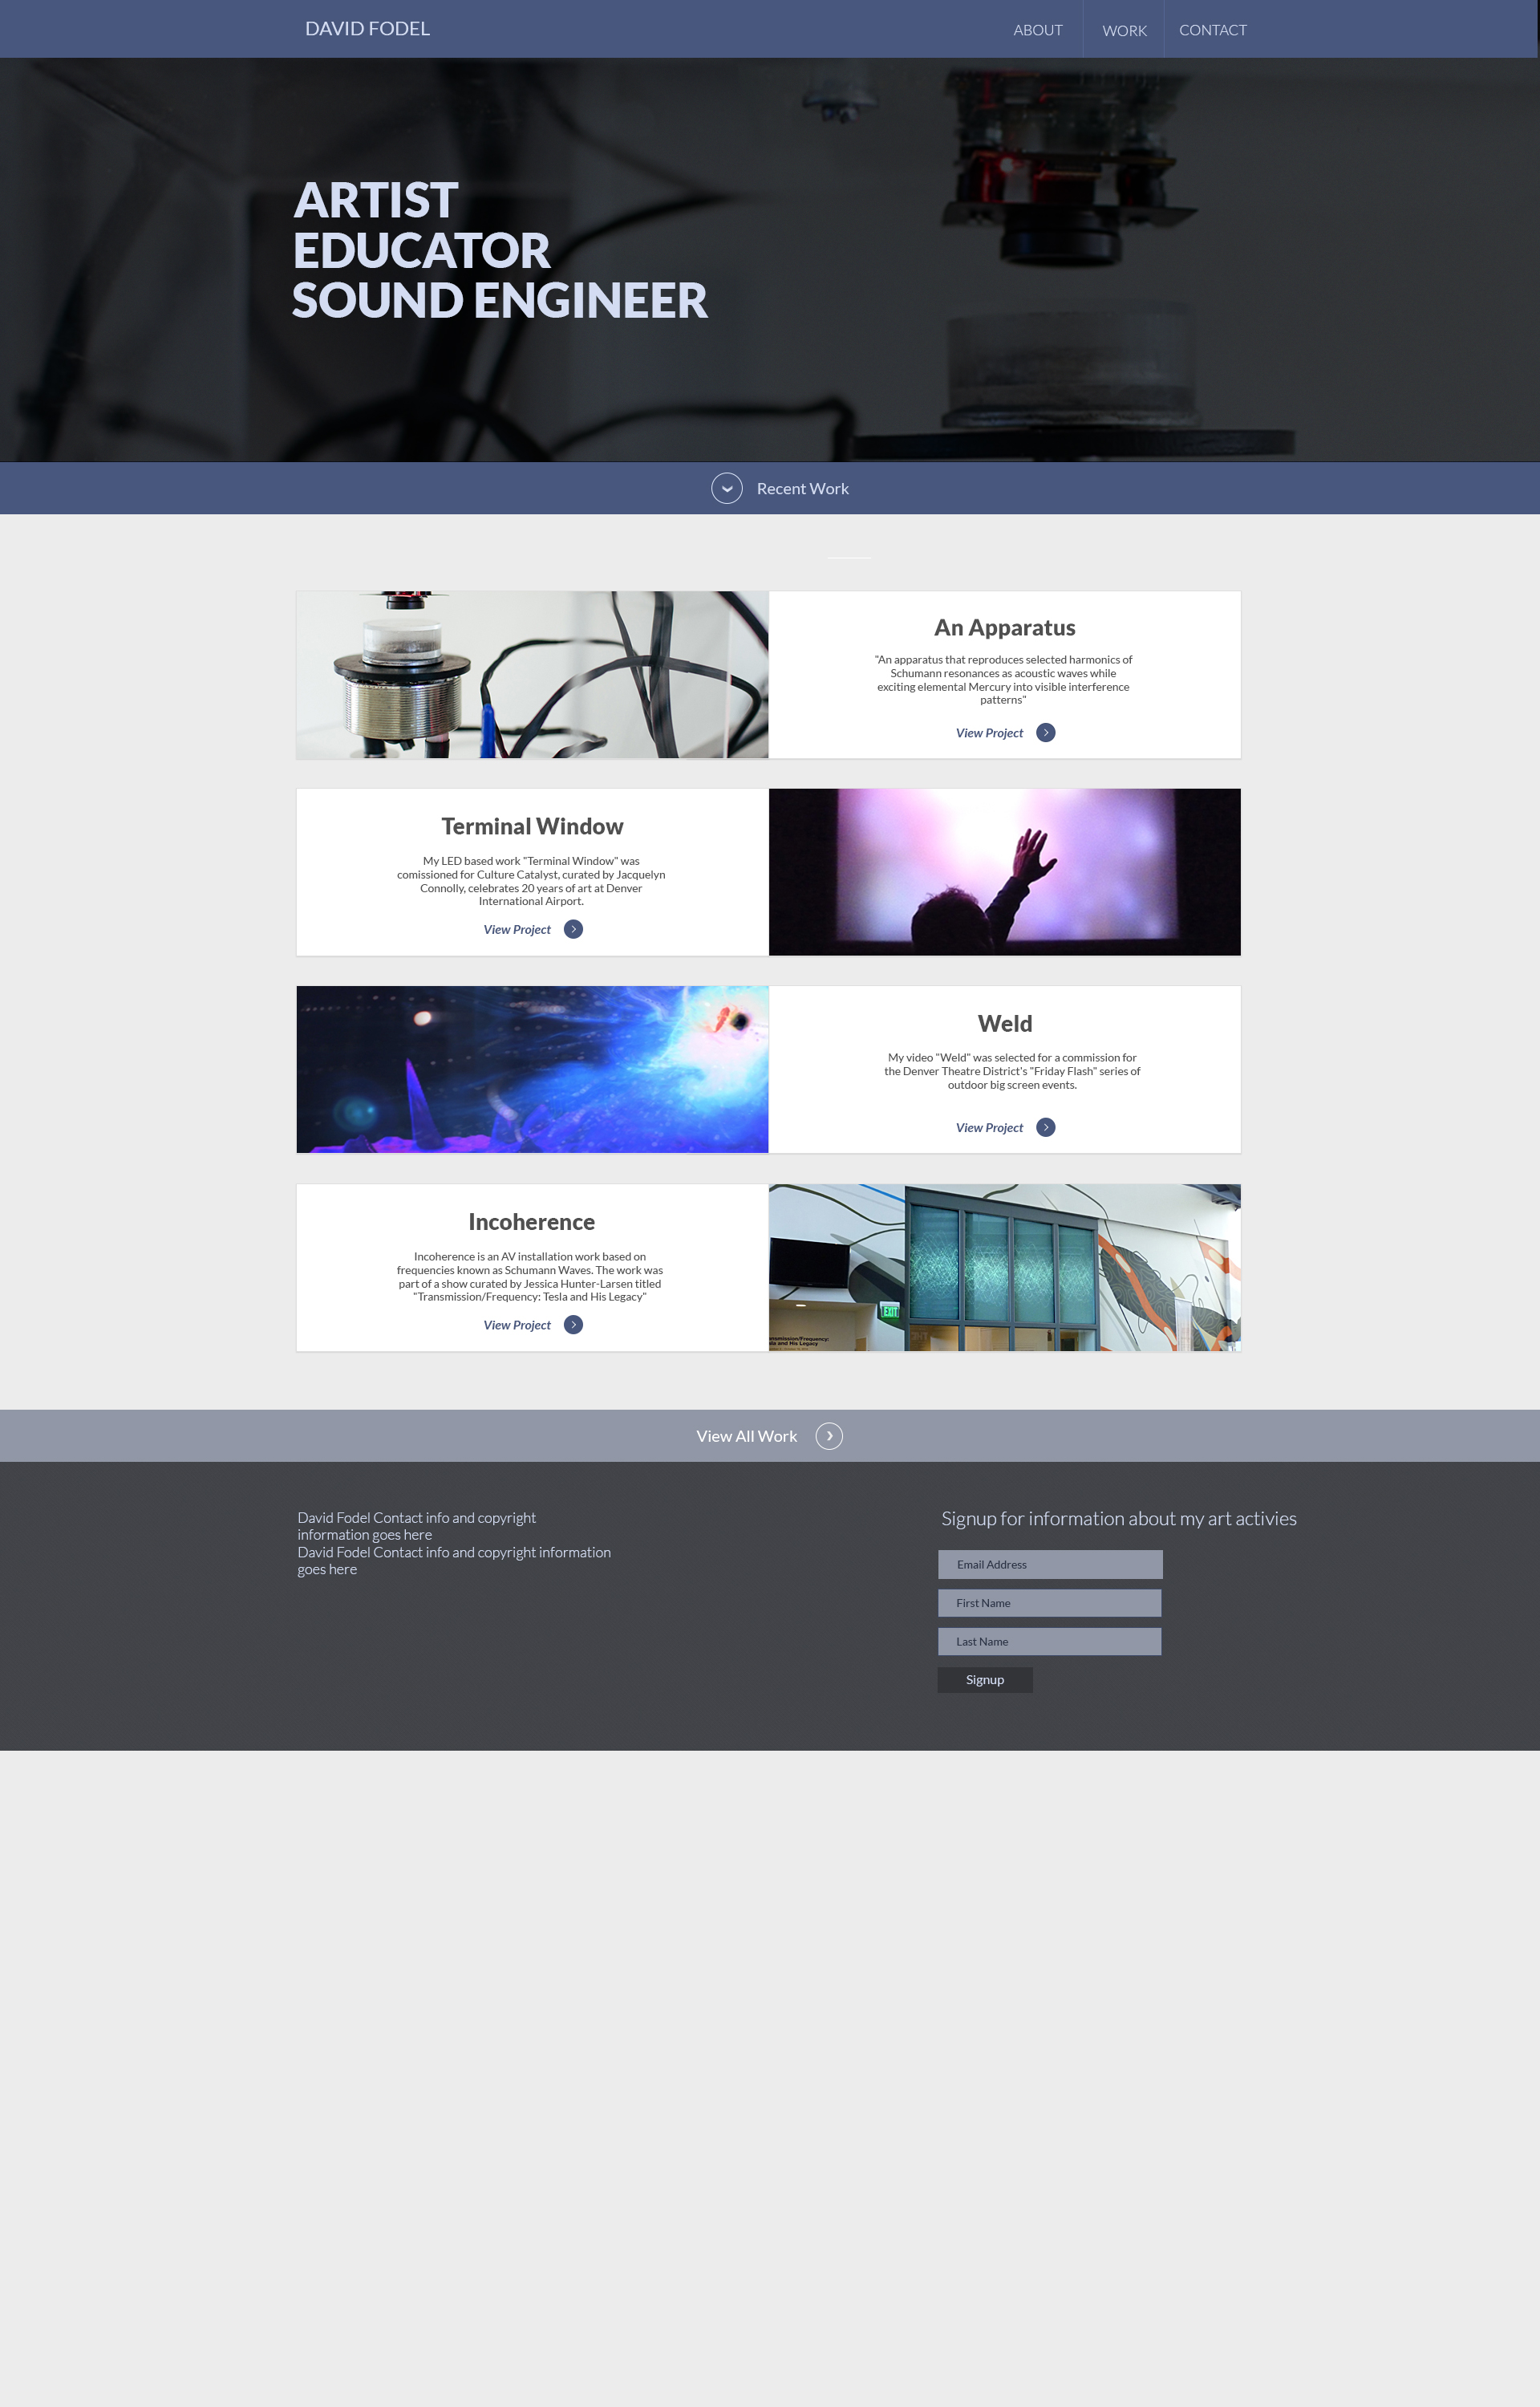 DAVID FODEL
ABOUT
WORK
CONTACT
ARTIST
EDUCATOR
SOUND ENGINEER
Recent Work
An Apparatus
"An apparatus that reproduces selected harmonics of
Schumann resonances as acoustic waves while
exciting elemental Mercury into visible interference
patterns"
View Project
Terminal Window
My LED based work "Terminal Window" was
comissioned for Culture Catalyst, curated by Jacquelyn
Connolly, celebrates 20 years of art at Denver
International Airport.
View Project
Weld
My video "Weld" was selected for a commission for
the Denver Theatre District's "Friday Flash" series of
outdoor big screen events.
View Project
Incoherence
Incoherence is an AV installation work based on
frequencies known as Schumann Waves. The work was
part of a show curated by Jessica Hunter-Larsen titled
"Transmission/Frequency: Tesla and His Legacy"
View Project
EXIT
nsmission/Frequency:
and His Legacy
View All Work
David Fodel Contact info and copyright
information goes here
David Fodel Contact info and copyright information
goes here
Signup for information about my art activies
Email Address
First Name
Last Name
Signup